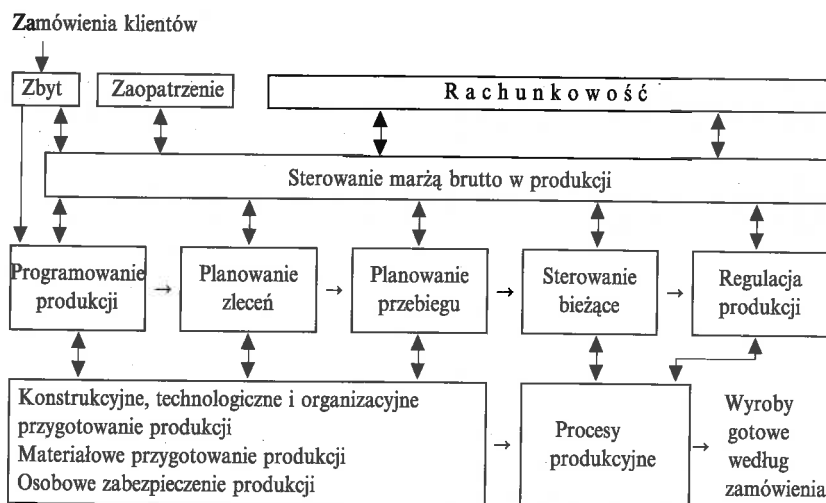 Zamówienia klientów
Zbyt
Zaopatrzenie
Rachunkowość
Sterowanie marżą brutto w produkcji
Programowanie
produkcji
Planowanie
zleceń
Planowanie
przebiegu
Sterowanie
bieżące
Regulacja
produkcji
Konstrukcyjne, technologiczne i organizacyjne
przygotowanie produkcji
Materiałowe przygotowanie produkcji
Osobowe zabezpieczenie produkcji
Procesy
produkcyjne
Wyroby
gotowe
według
zamówienia